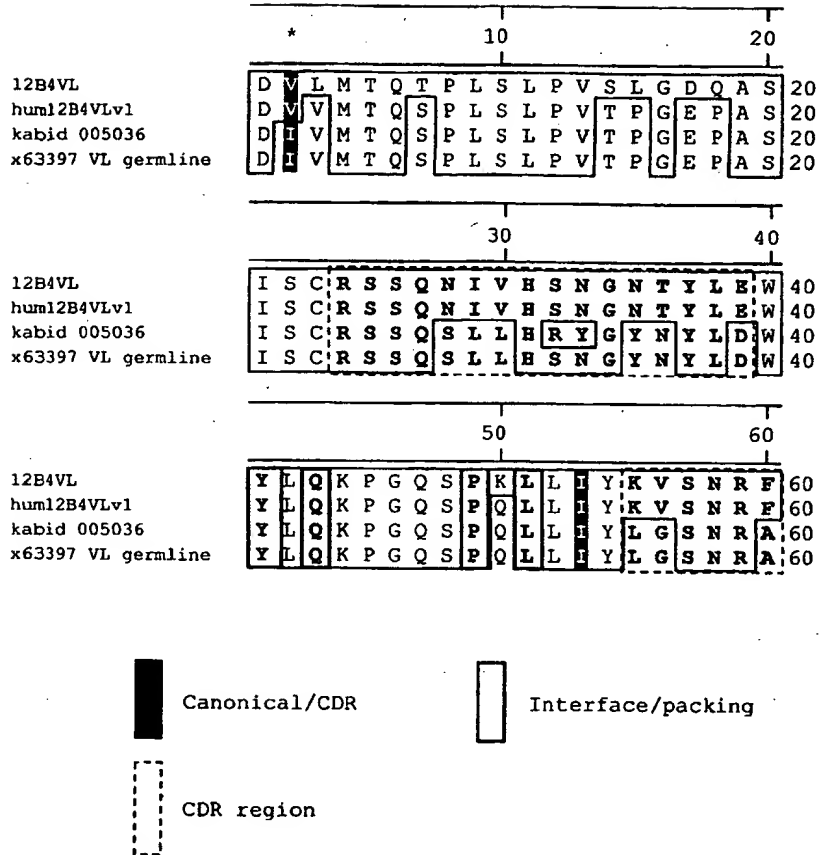 * 10 20
12B4VL D V L M T Q T P L S L P V S L G D Q A S 20
hum12B4VLv1 D V V M T Q S P L S L P V T P G E P A S 20
kabid 005036 D I V M T Q S P L S L P V T P G E P A S 20
x63397 VL germline D I V M T Q S P L S L P V T P G E P A S 20
30 40
12B4VL I S C R S S Q N I V H S N G N T Y L E W 40
hum12B4VLv1 I S C R S S Q N I V H S N G N T Y L E W 40
kabid 005036 I S C R S S Q S L L H R Y G Y N Y L D W 40
x63397 VL germline I S C R S S Q S L L H S N G Y N Y L D W 40
50 60
12B4VL Y L Q K P G Q S P K L L I Y K V S N R F 60
hum12B4VLv1 Y L Q K P G Q S P Q L L I Y K V S N R F 60
kabid 005036 Y L Q K P G Q S P Q L L I Y L G S N R A 60
x63397 VL germline Y L Q K P G Q S P Q L L I Y L G S N R A 60
Canonical/CDR Interface/packing
CDR region